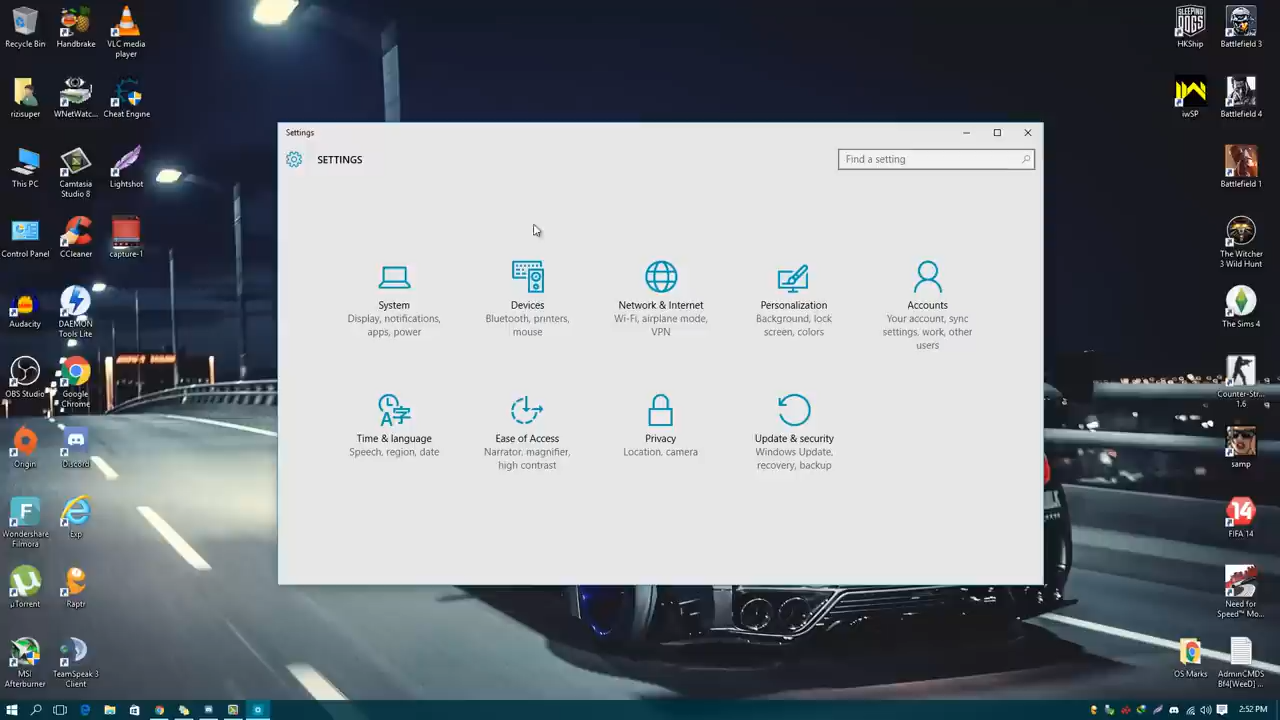 Recycle Bin
Handbrake
VLC media
player
rizisuper
WNetWatc...
Cheat Engine
This PC
Camtasia
Studio 8
Lightshot
Control Panel
CCleaner
capture-1
Audacity
DAEMON
Tools Lite
OBS Studio
Google
Chrome
Origin
Discord
Wondershare
Filmora
Exp
µTorrent
Raptr
MSI
Afterburner
TeamSpeak 3
Client
Settings
SETTINGS
Find a setting
System
Display, notifications,
apps, power
Devices
Bluetooth, printers,
mouse
Network & Internet
Wi-Fi, airplane mode,
VPN
Personalization
Background, lock
screen, colors
Accounts
Your account, sync
settings, work, other
users
Time & language
Speech, region, date
Ease of Access
Narrator, magnifier,
high contrast
Privacy
Location, camera
Update & security
Windows Update,
recovery, backup
SLEEPING
DOGS
HKShip
Battlefield 3
iwSP
Battlefield 4
Battlefield 1
The Witcher
3 Wild Hunt
The Sims 4
Counter-Str...
1.6
samp
14
FIFA 14
Need for
Speed™ Mo...
OS Marks
AdminCMDS
Bf4[WeeD] ...
2:52 PM